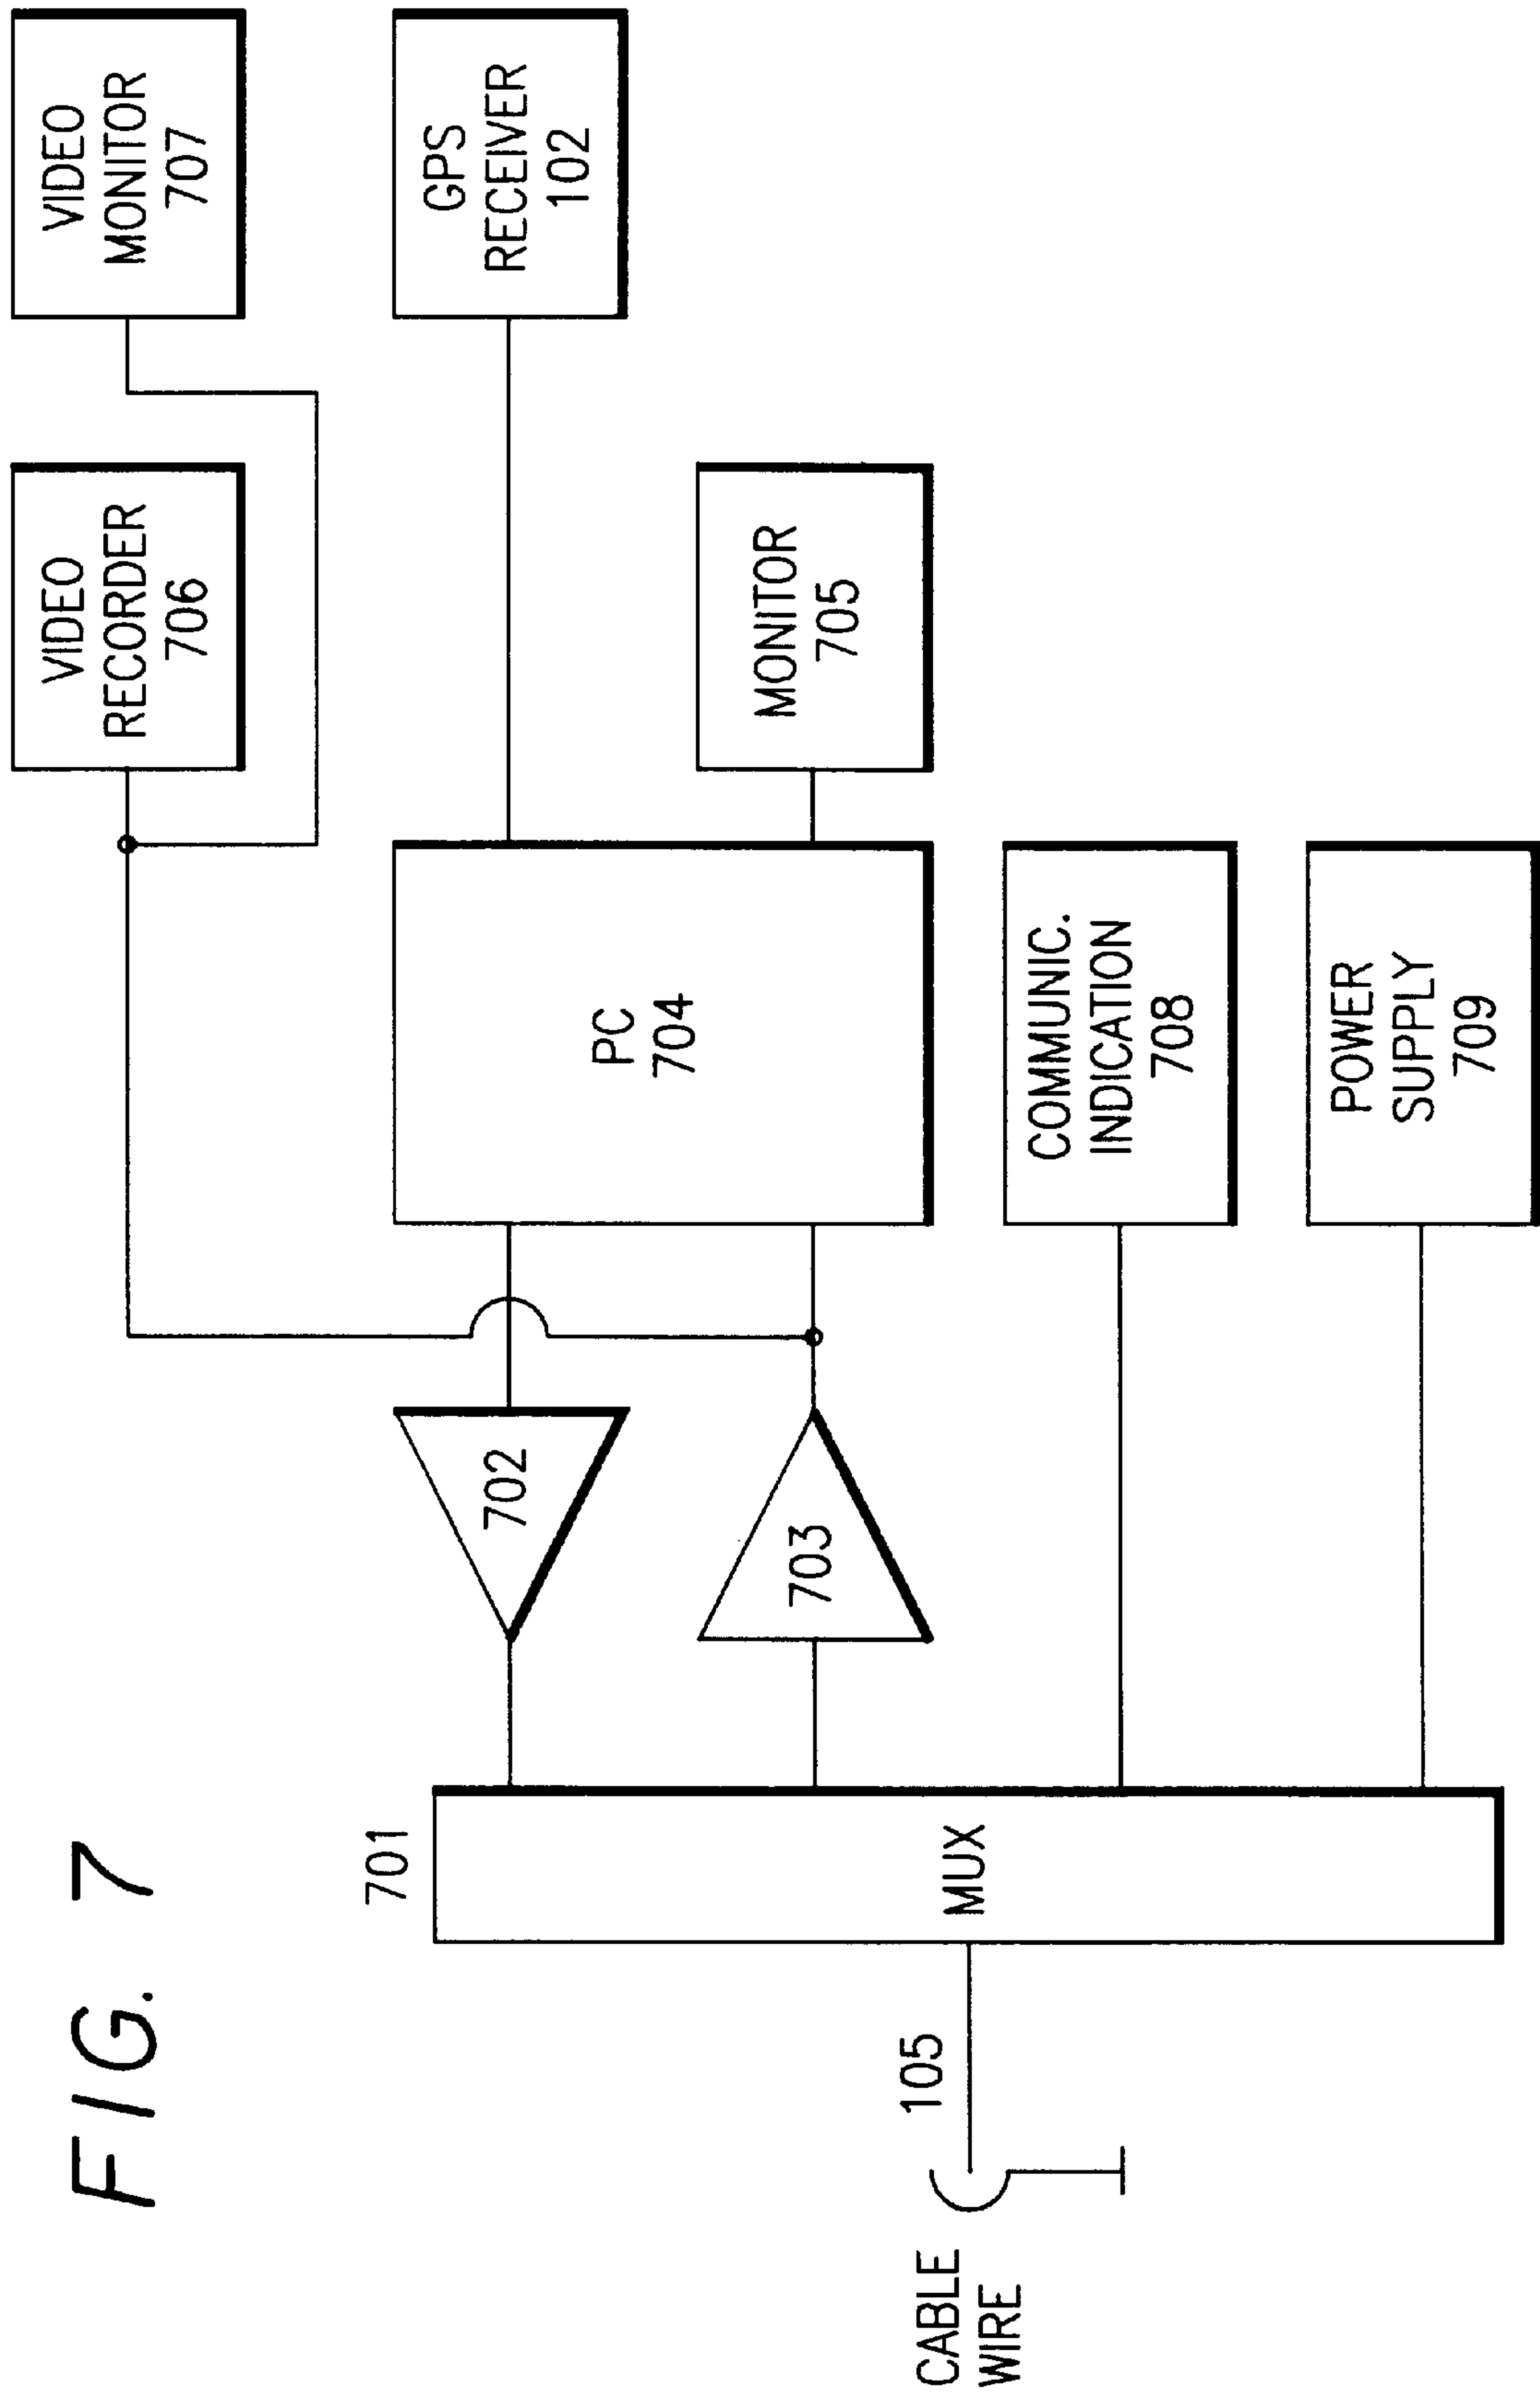 FIG. 7
VIDEO
RECORDER
706
VIDEO
MONITOR
707
GPS
RECEIVER
102
701
702
PC
704
703
MONITOR
705
105
CABLE
WIRE
MUX
COMMUNIC.
INDICATION
708
POWER
SUPPLY
709